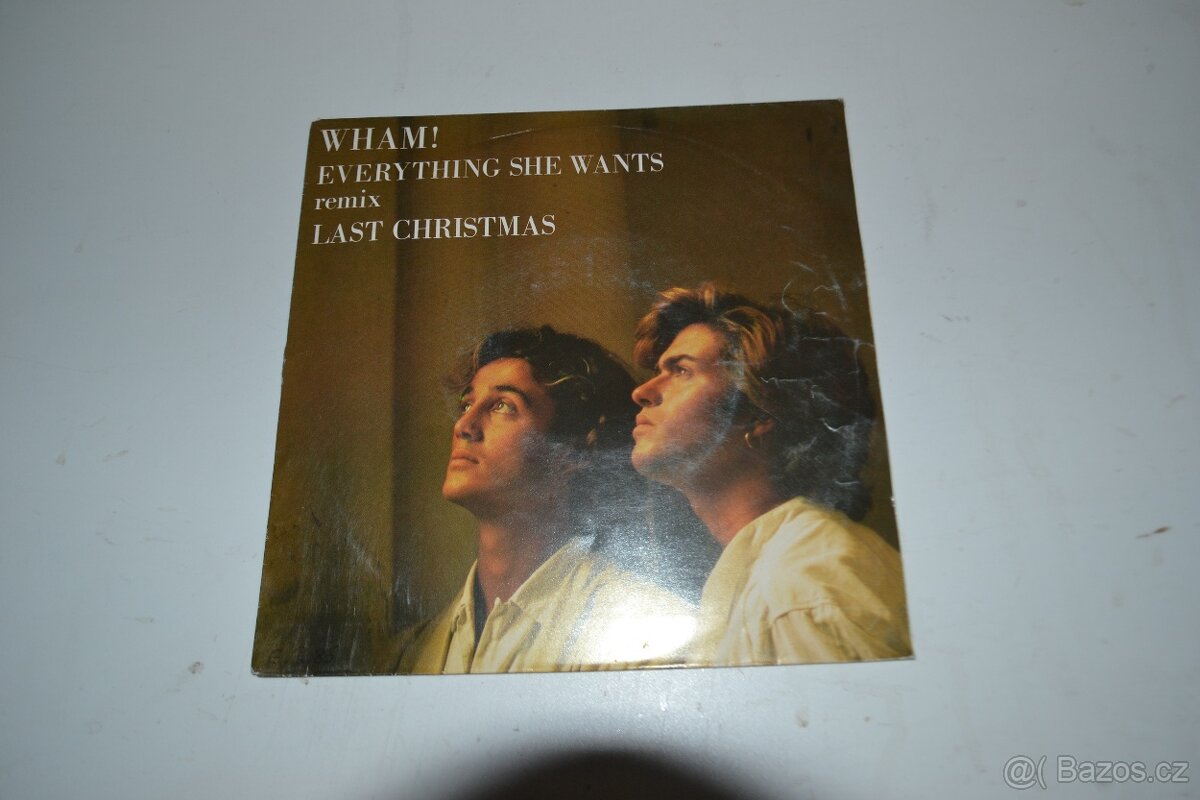 WHAM!
EVERYTHING SHE WANTS
remix
LAST CHRISTMAS
@( Bazos.cz